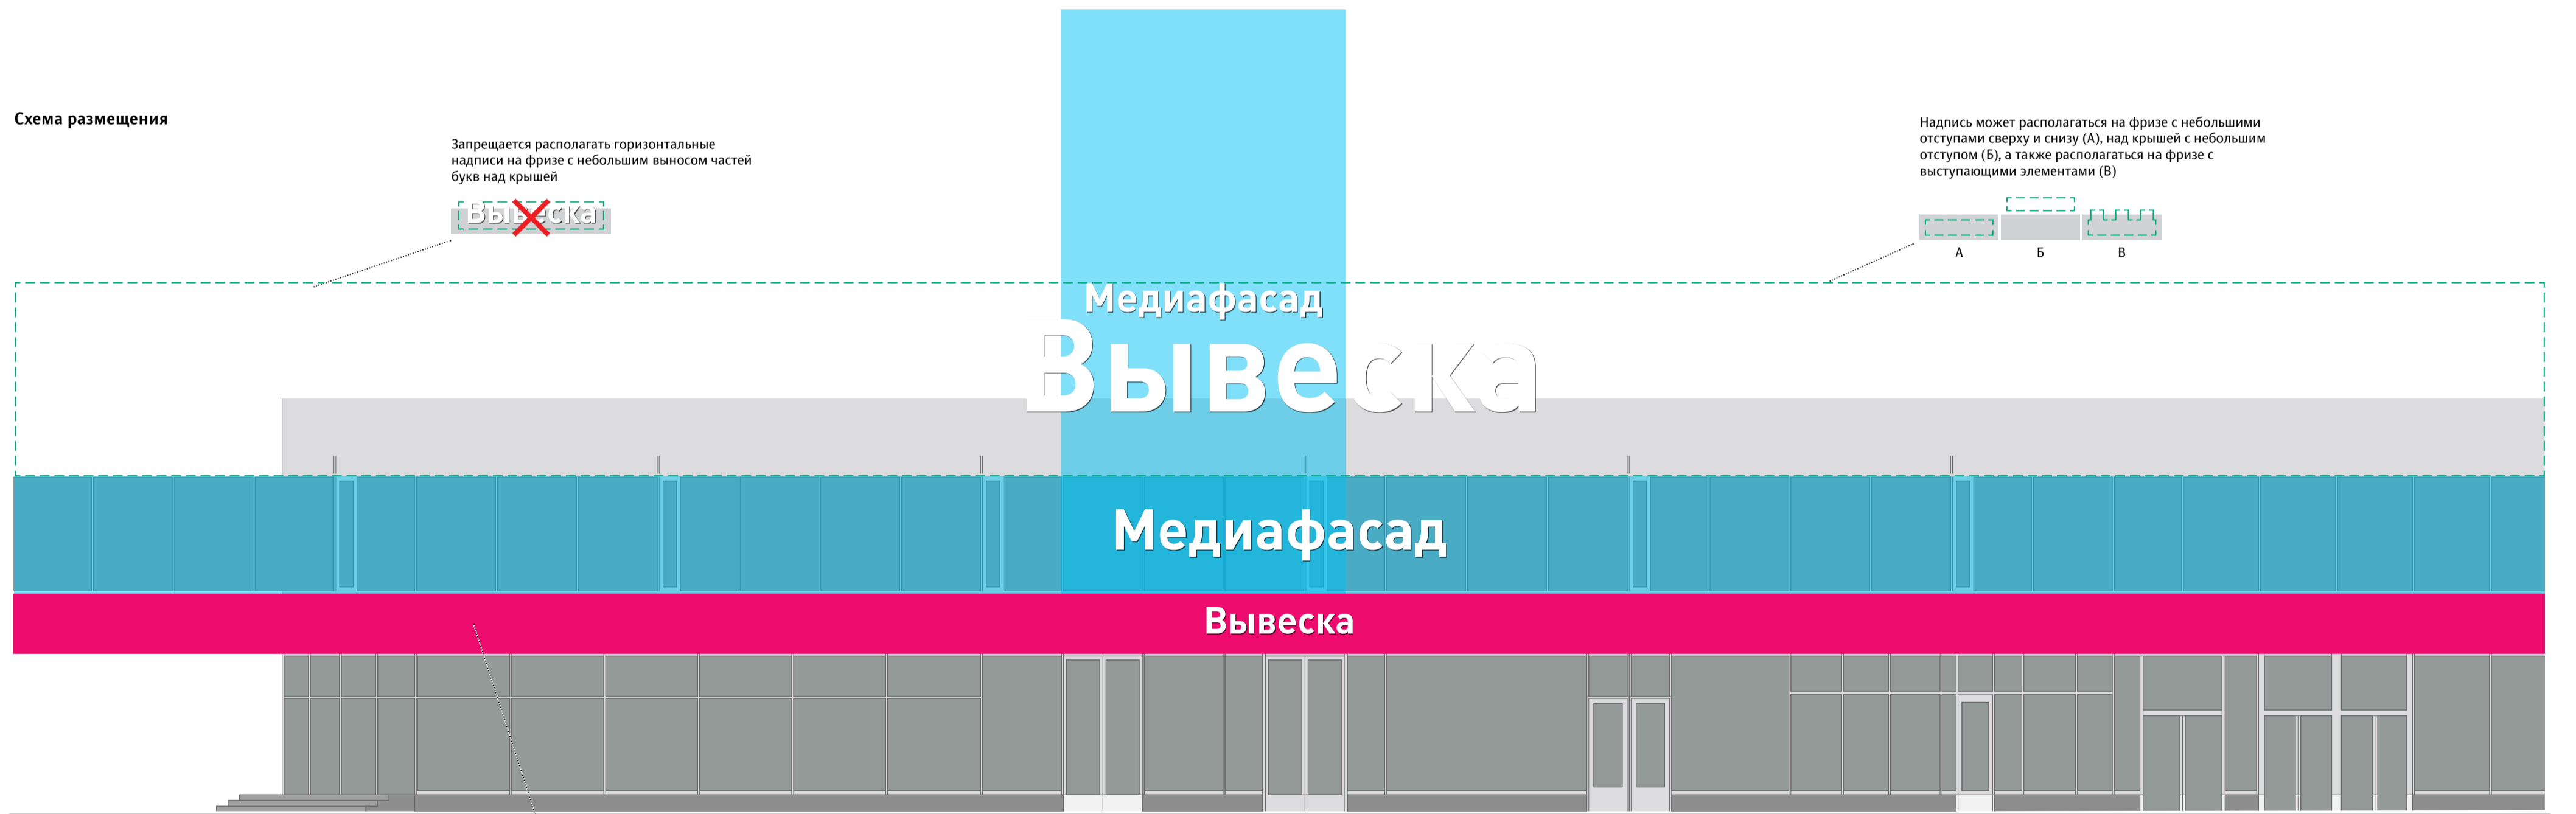 Схема размещения
Запрещается располагать горизонтальные
надписи на фризе с небольшим выносом частей
букв над крышей
Вывеска
Надпись может располагаться на фризе с небольшими
отступами сверху и снизу (А), над крышей с небольшим
отступом (Б), а также располагаться на фризе с
выступающими элементами (В)
А
Б
В
Медиафасад
Вывеска
Медиафасад
Вывеска